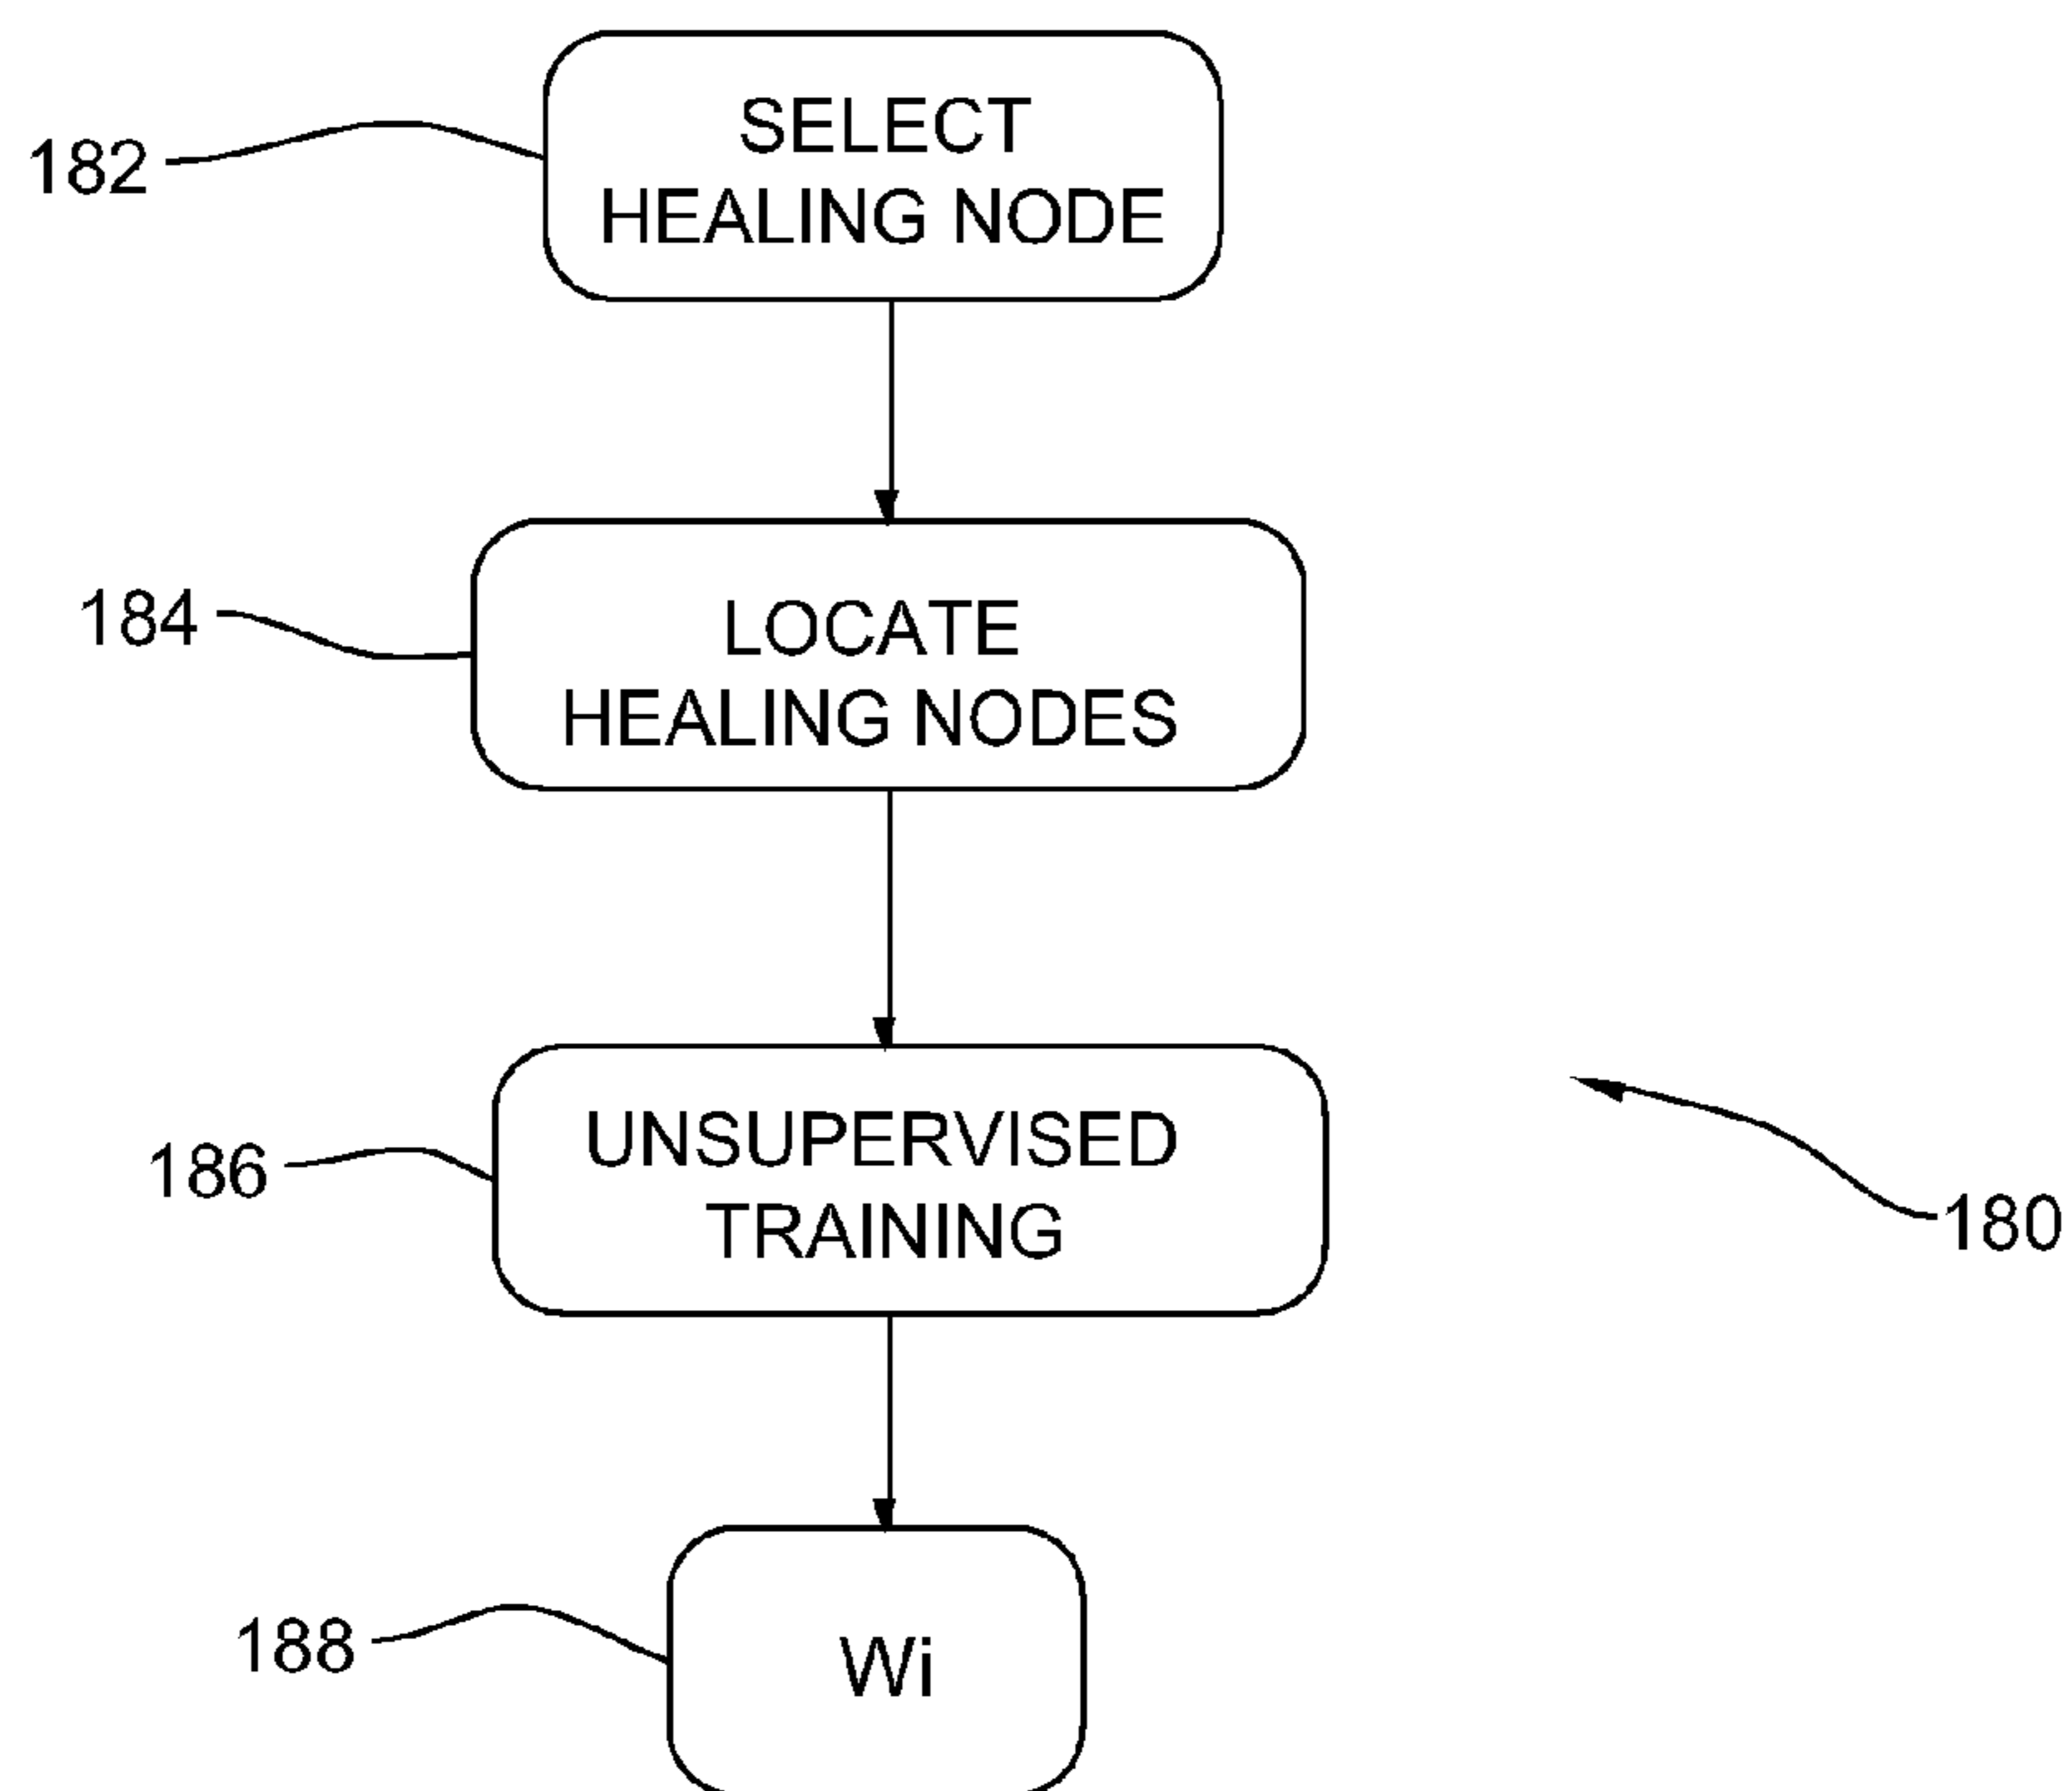 182
SELECT
HEALING NODE
184
LOCATE
HEALING NODES
186
UNSUPERVISED
TRAINING
180
188
Wi